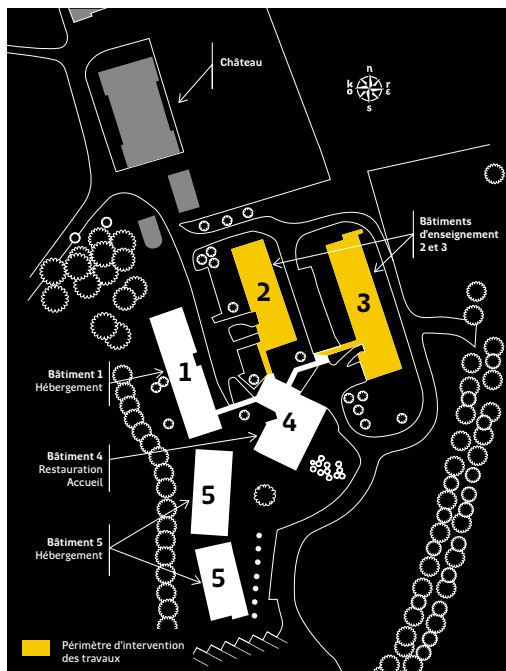 Château
n
k r
o ε
s
Bâtiments
d'enseignement
2 et 3
2
3
1
Bâtiment 1
Hébergement
4
Bâtiment 4
Restauration
Accueil
5
Bâtiment 5
Hébergement
5
Périmètre d'intervention
des travaux